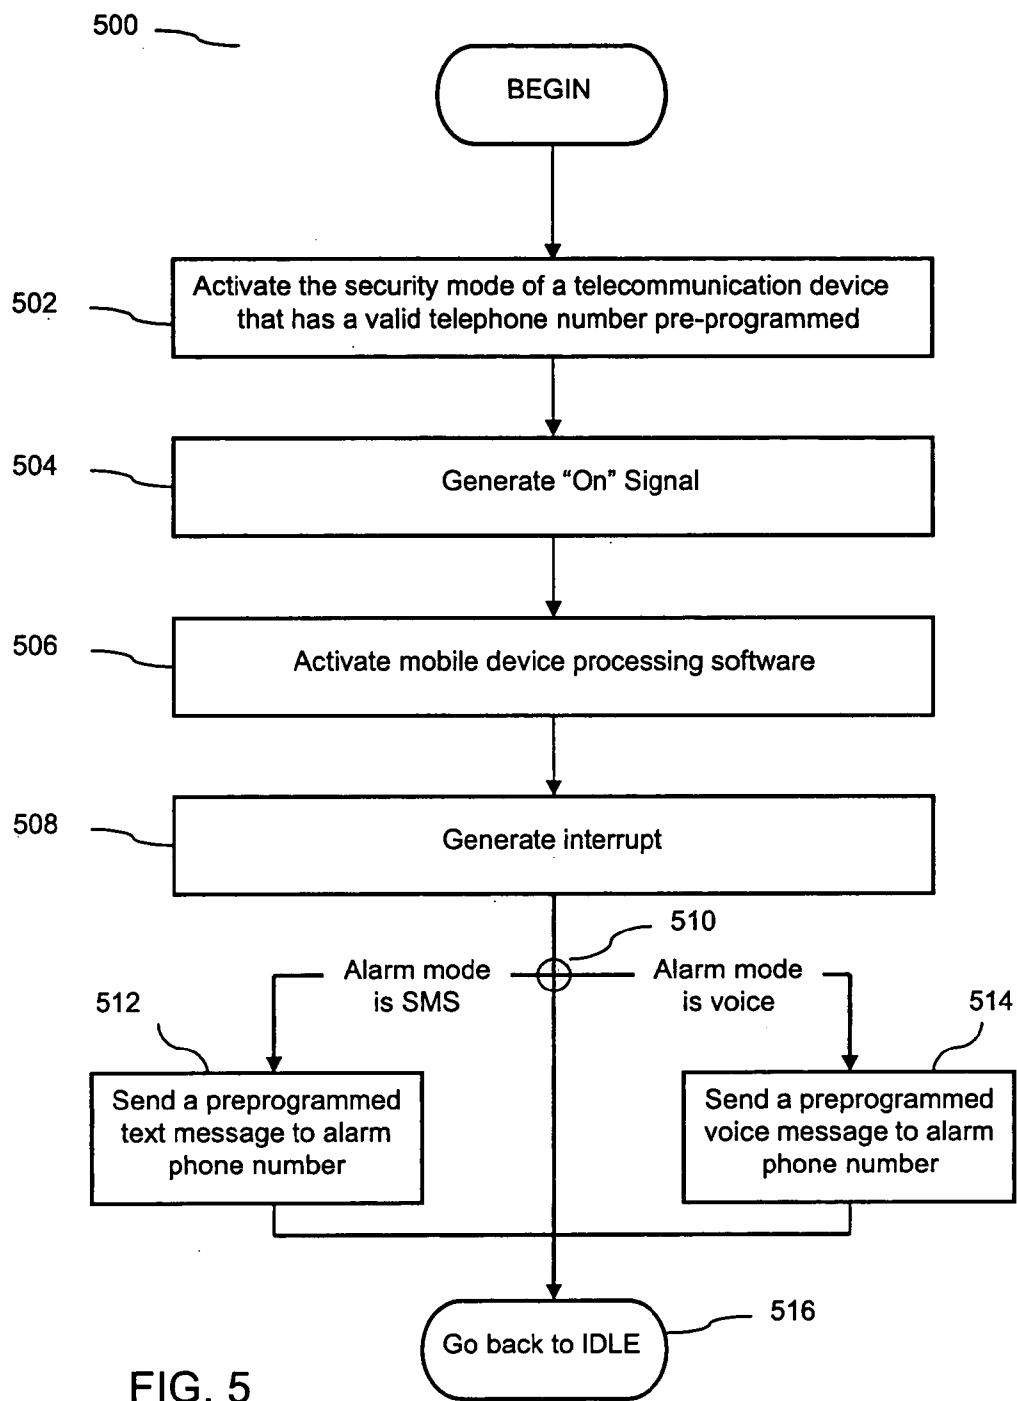 500
BEGIN
502
Activate the security mode of a telecommunication device
that has a valid telephone number pre-programmed
504
Generate “On” Signal
506
Activate mobile device processing software
508
Generate interrupt
510
Alarm mode
is SMS
Alarm mode
is voice
512
514
Send a preprogrammed
text message to alarm
phone number
Send a preprogrammed
voice message to alarm
phone number
516
Go back to IDLE
FIG. 5